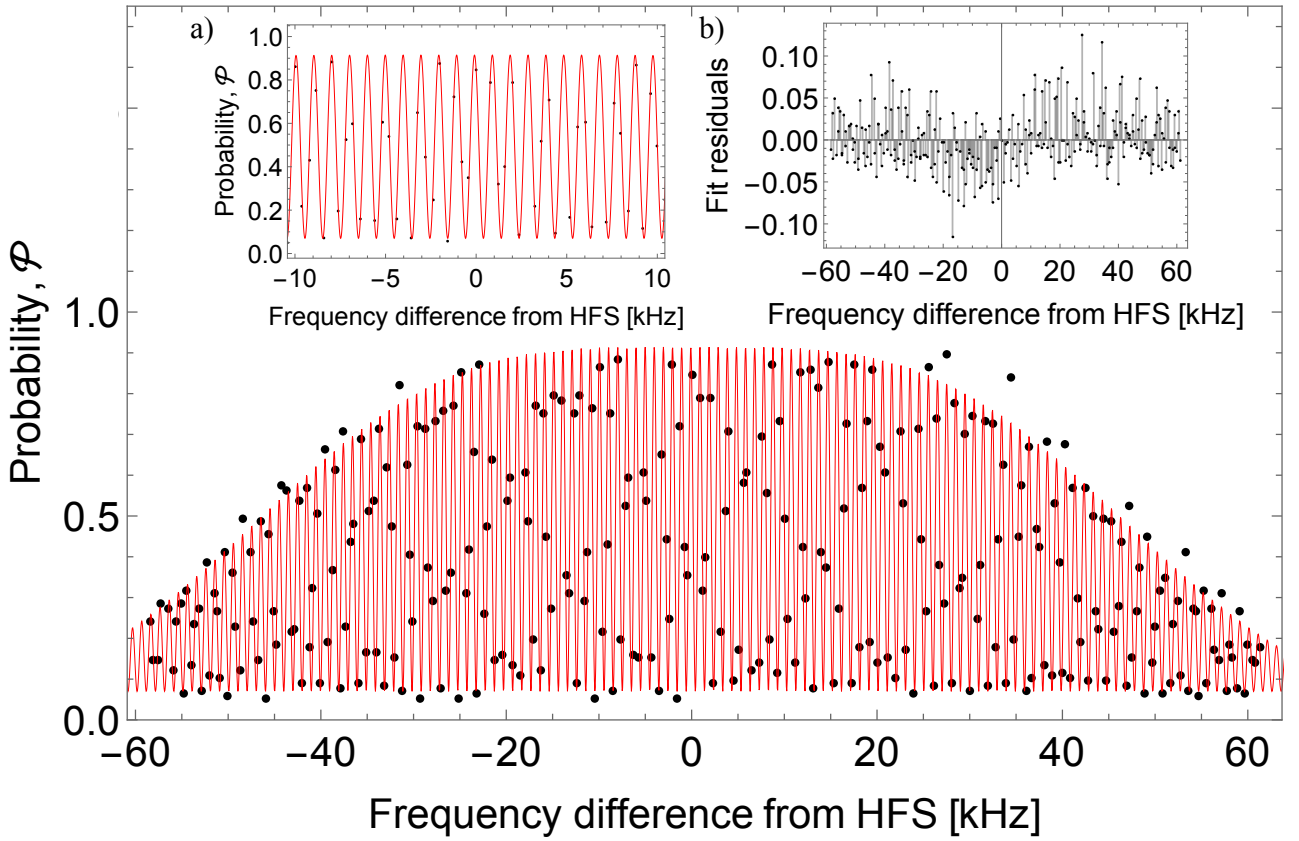 a)
1.0
0.8
0.6
0.4
0.2
0.0
Probability, 𝒫
−10 −5 0 5 10
Frequency difference from HFS [kHz]
b)
0.10
0.05
0.00
−0.05
−0.10
Fit residuals
−60 −40 −20 0 20 40 60
Frequency difference from HFS [kHz]
1.0
0.5
0.0
Probability, 𝒫
−60 −40 −20 0 20 40 60
Frequency difference from HFS [kHz]